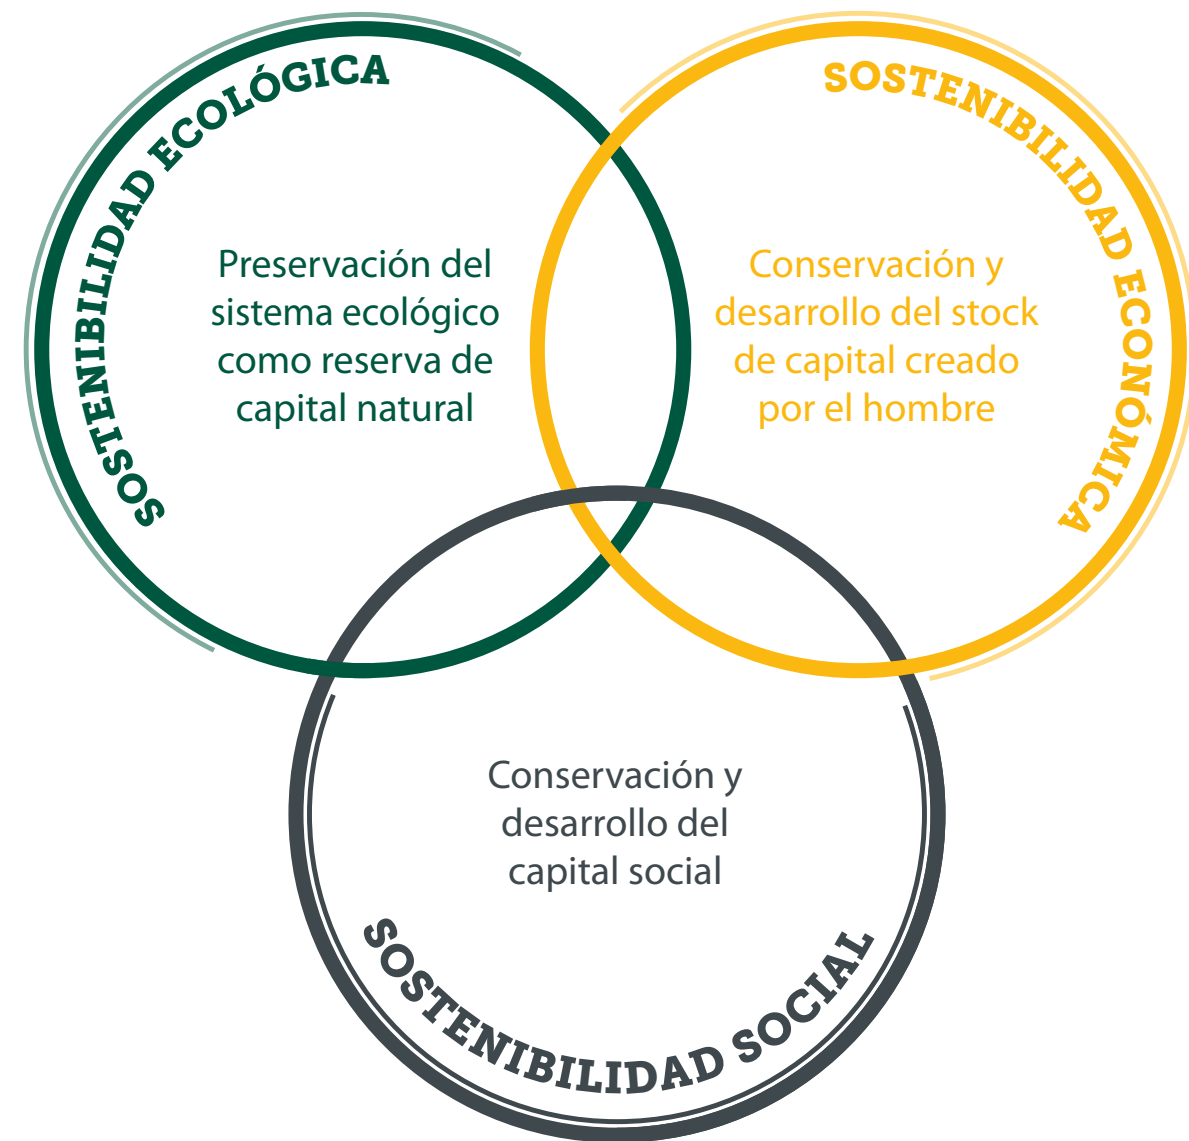 SOSTENIBILIDAD ECOLÓGICA
Preservación del
sistema ecológico
como reserva de
capital natural
SOSTENIBILIDAD ECONÓMICA
Conservación y
desarrollo del stock
de capital creado
por el hombre
Conservación y
desarrollo del
capital social
SOSTENIBILIDAD SOCIAL